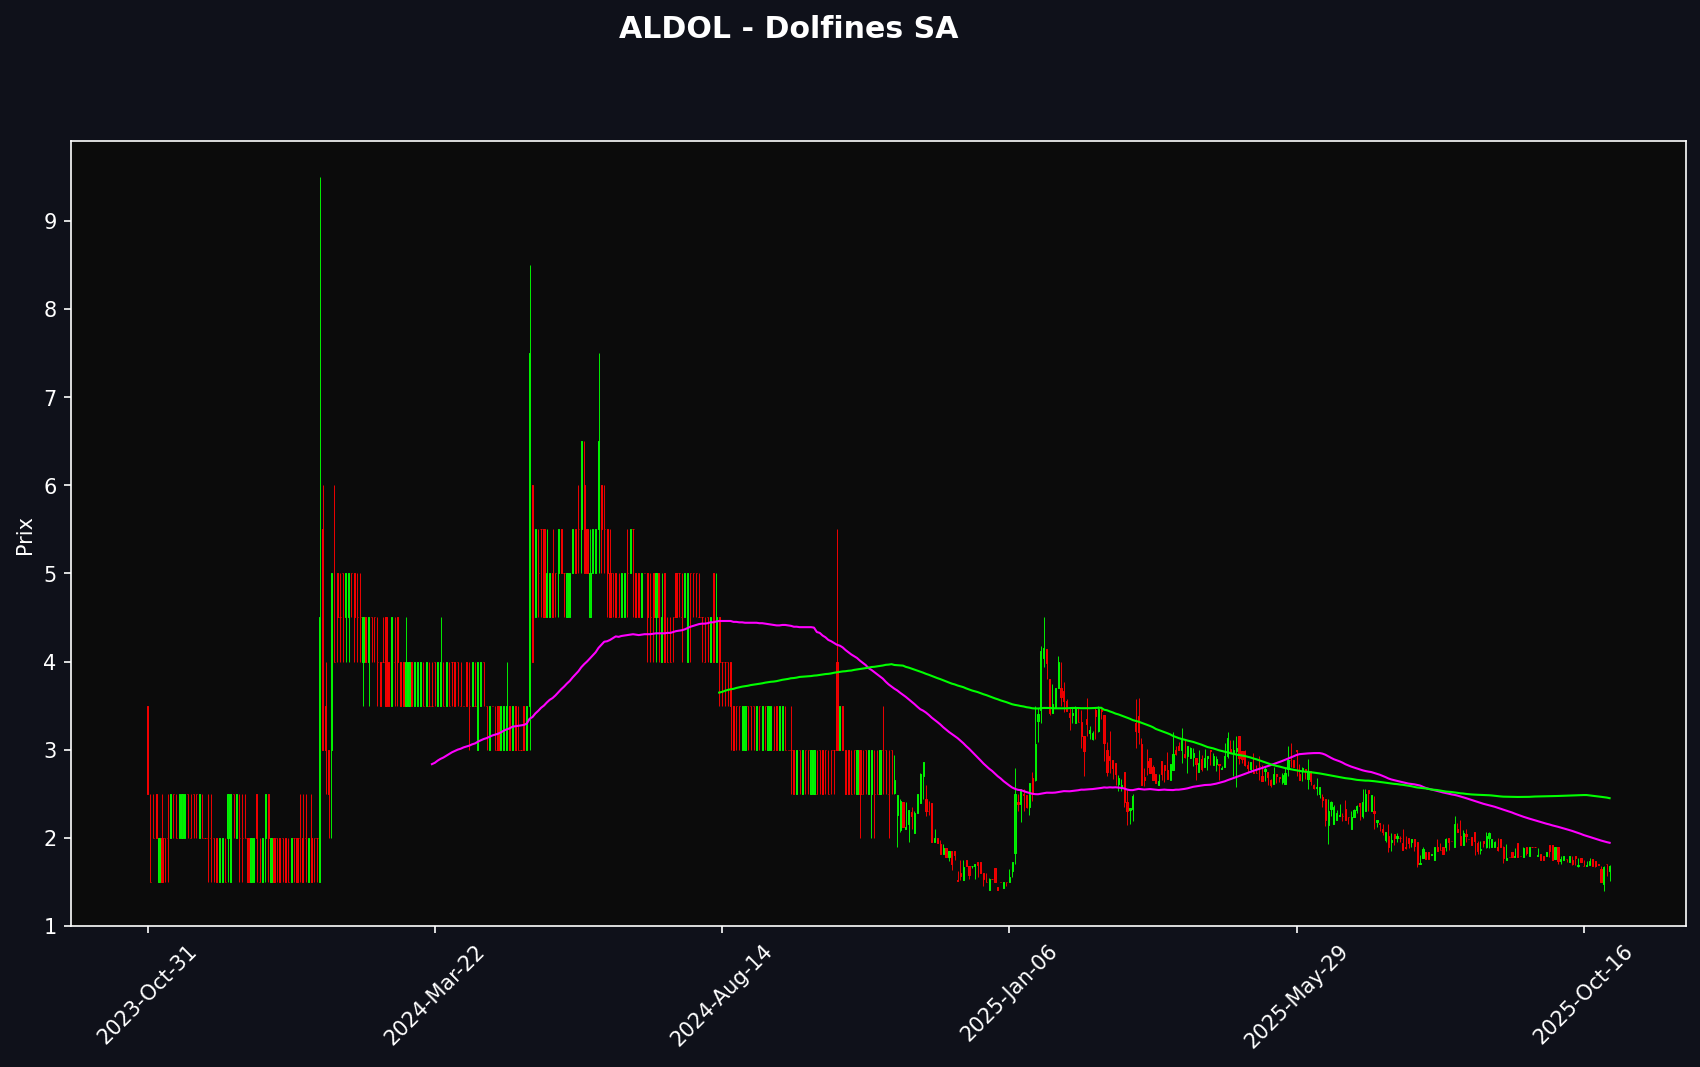 ALDOL - Dolfines SA
Prix
9
8
7
6
5
4
3
2
1
2023-Oct-31
2024-Mar-22
2024-Aug-14
2025-Jan-06
2025-May-29
2025-Oct-16